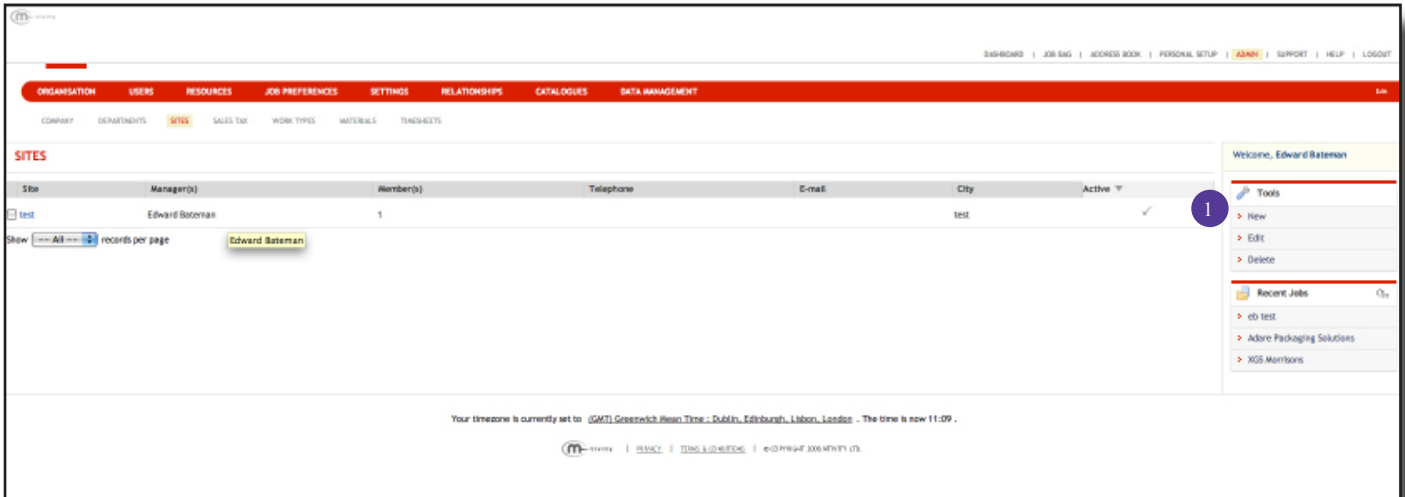 DASHBOARD | JOB BAG | ADDRESS BOOK | PERSONAL SETUP | ADMIN | SUPPORT | HELP | LOGOUT
ORGANISATION USERS RESOURCES JOB PREFERENCES SETTINGS RELATIONSHIPS CATALOGUES DATA MANAGEMENT
COMPANY DEPARTMENTS SITES SALES TAX WORK TYPES MATERIALS TIMESHEETS
SITES
Site Manager(s) Member(s) Telephone E-mail City Active
test Edward Bateman 1 test
Show -- All -- records per page
Edward Bateman
Welcome, Edward Bateman
Tools
1
New
Edit
Delete
Recent Jobs
eb test
Adare Packaging Solutions
XGS Morrisons
Your timezone is currently set to (GMT) Greenwich Mean Time : Dublin, Edinburgh, Lisbon, London . The time is now 11:09 .
| PRIVACY | TERMS & CONDITIONS | © COPYRIGHT